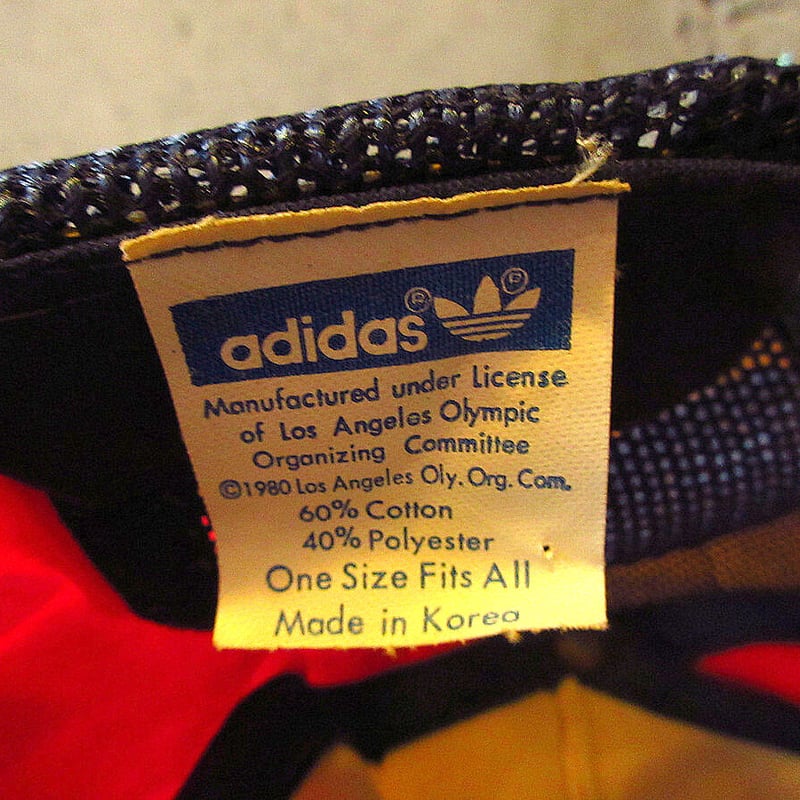 adidas® ®
Manufactured under License
of Los Angeles Olympic
Organizing Committee
©1980 Los Angeles Oly. Org. Com.
60% Cotton
40% Polyester
One Size Fits All
Made in Korea